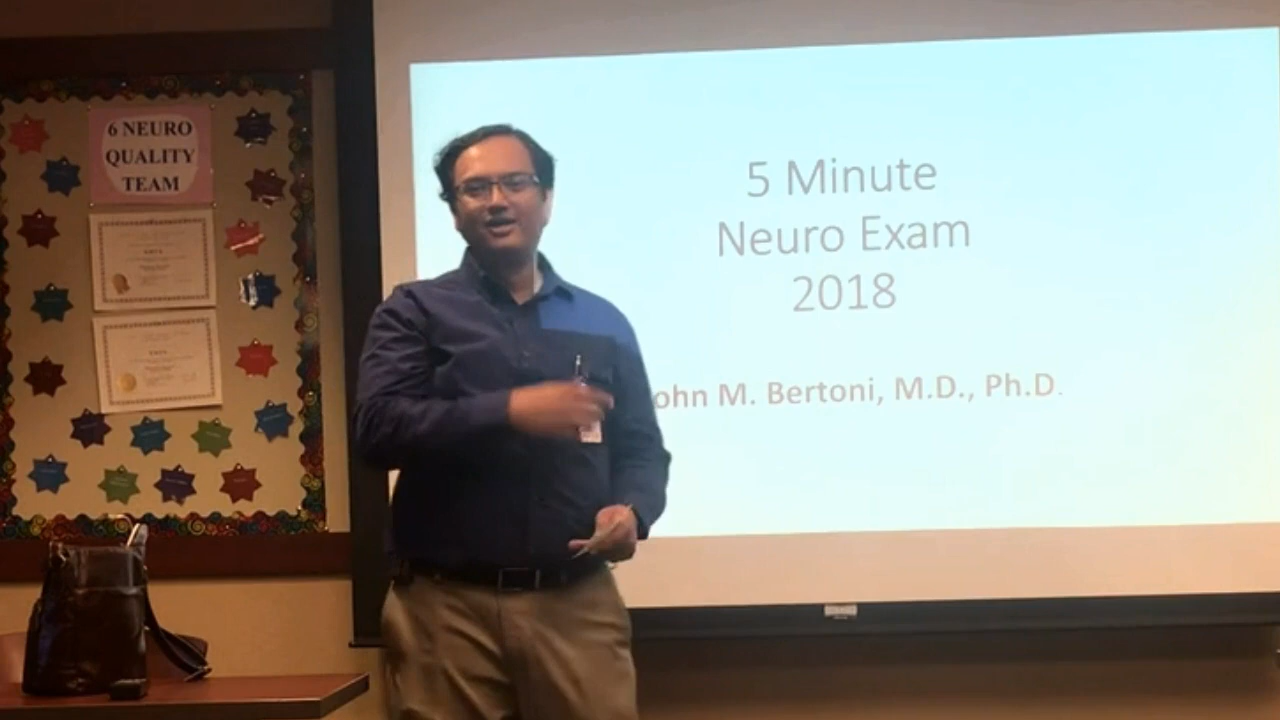 6 NEURO
QUALITY
TEAM
5 Minute
Neuro Exam
2018
ohn M. Bertoni, M.D., Ph.D.